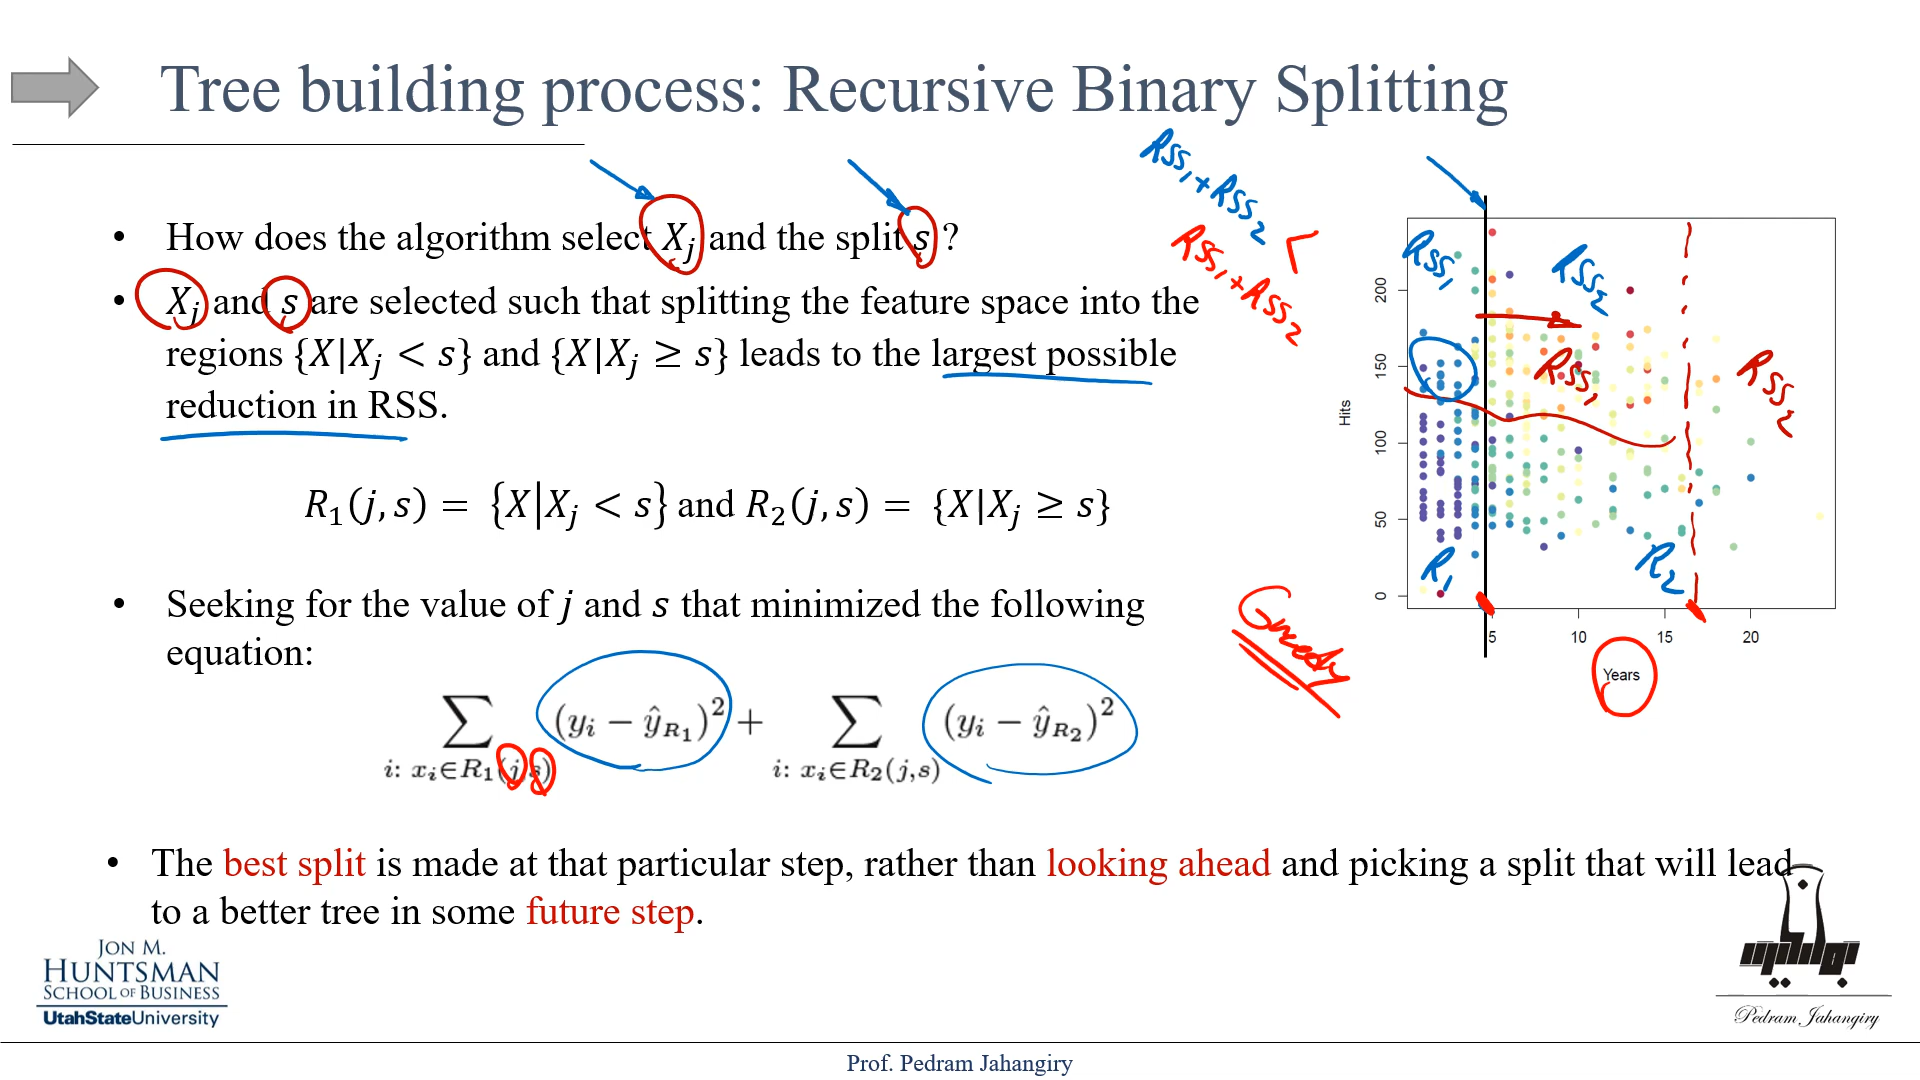 Tree building process: Recursive Binary Splitting
• How does the algorithm select Xj and the split s ?
• Xj and s are selected such that splitting the feature space into the
regions {X|Xj < s} and {X|Xj ≥ s} leads to the largest possible
reduction in RSS.
R1(j, s) = {X|Xj < s} and R2(j, s) = {X|Xj ≥ s}
• Seeking for the value of j and s that minimized the following
equation:
∑ i: xi∈R1(j,s) (yi − ŷR1)² + ∑ i: xi∈R2(j,s) (yi − ŷR2)²
• The best split is made at that particular step, rather than looking ahead and picking a split that will lead
to a better tree in some future step.
RSS1+RSS2 <
RSS1+RSS2
RSS1
RSS2
RSS1
RSS2
R1
R2
Greedy
Hits
200
150
100
50
0
5 10 15 20
Years
JON M.
HUNTSMAN
SCHOOL OF BUSINESS
UtahStateUniversity
Pedram Jahangiry
Prof. Pedram Jahangiry